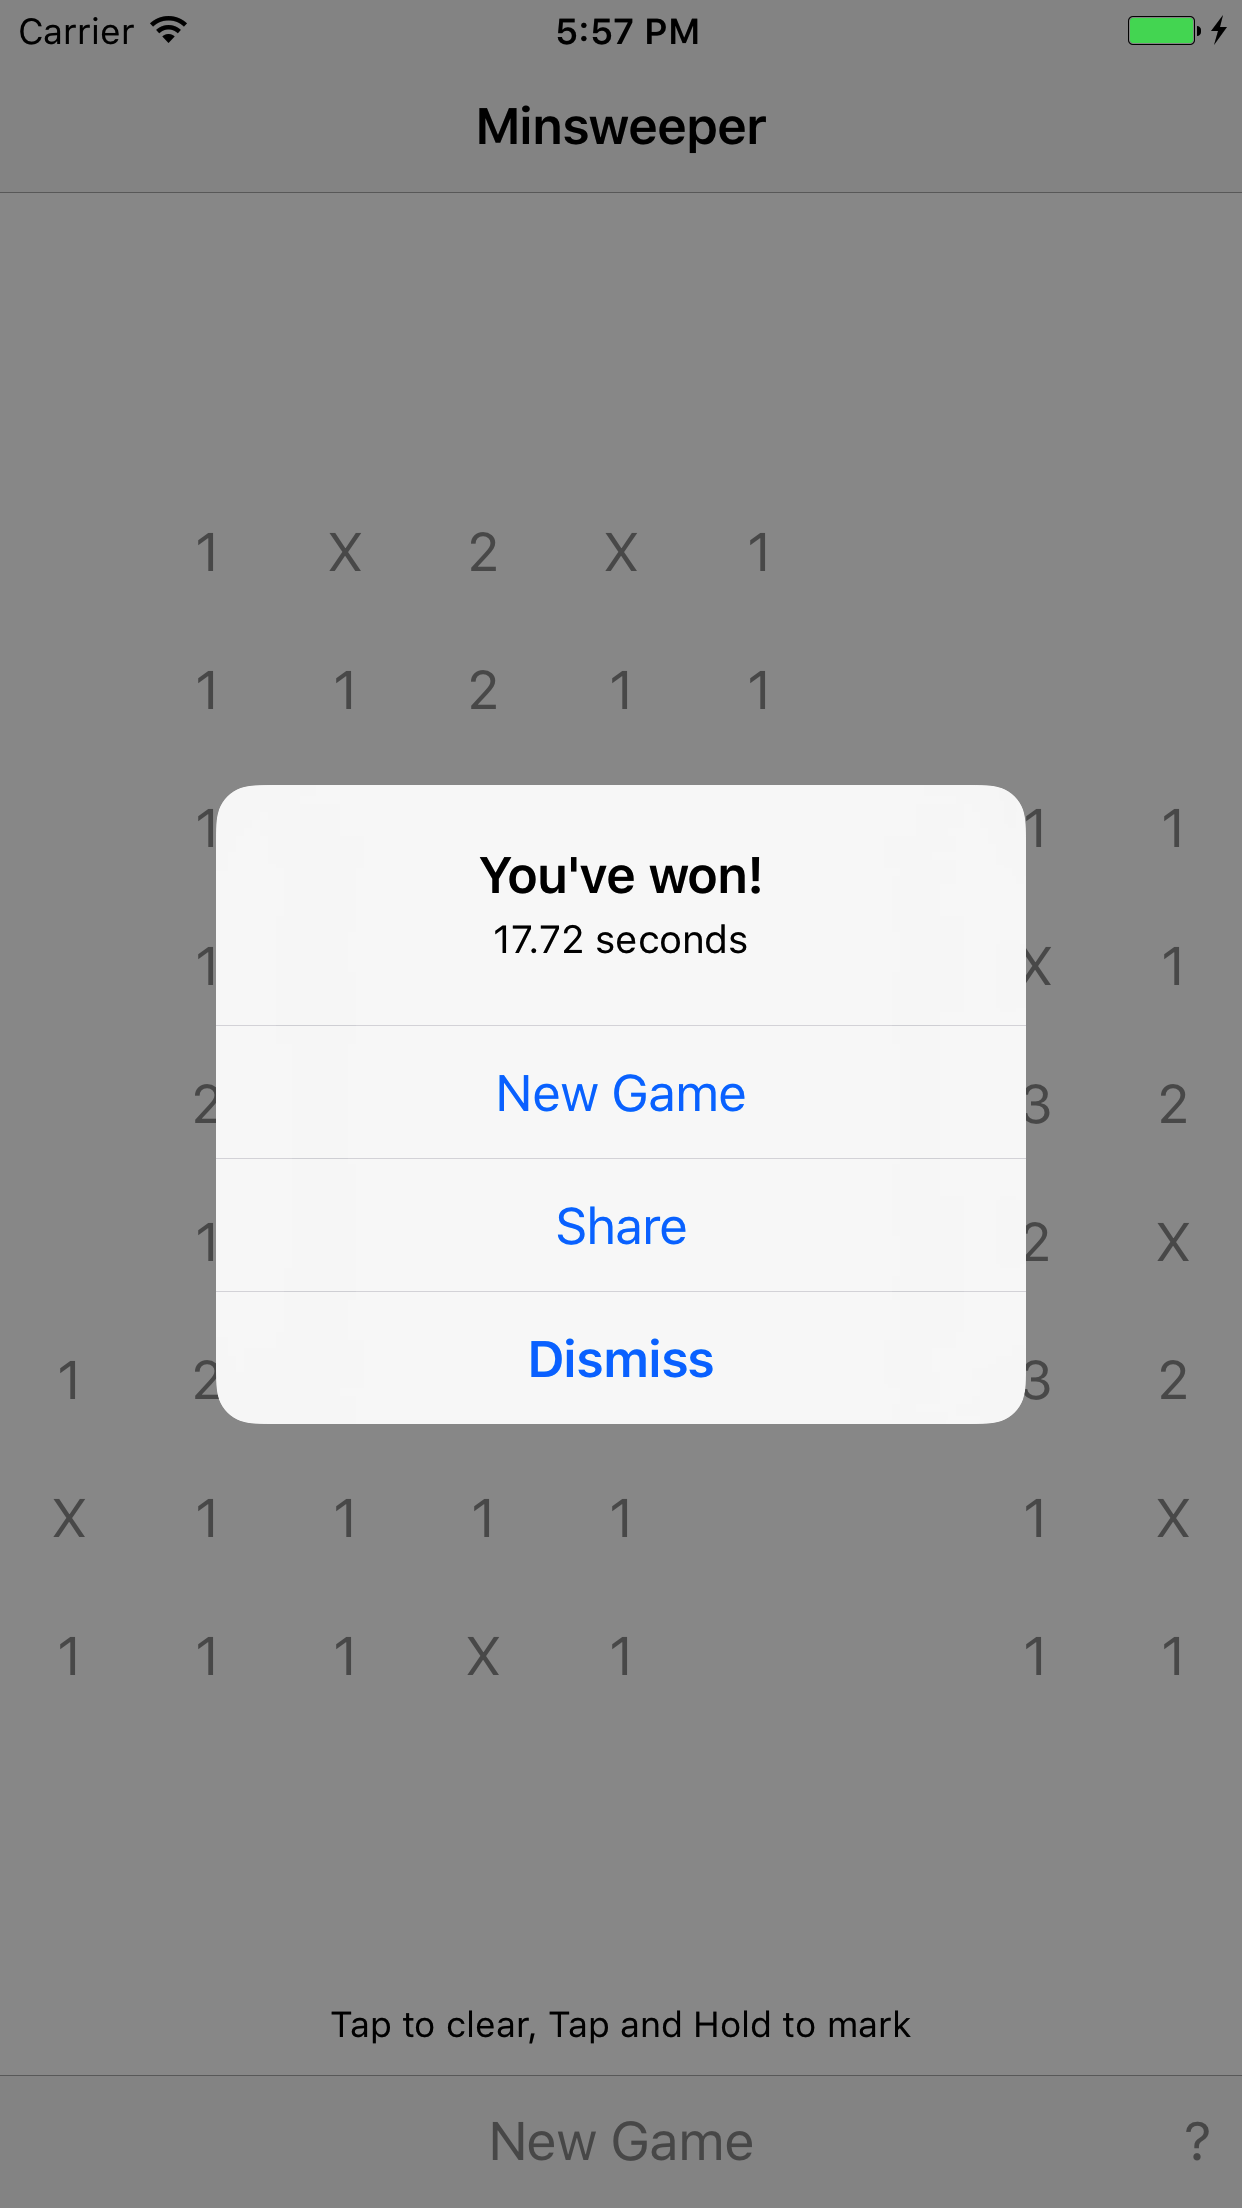 Carrier 5:57 PM
Minsweeper
1 X 2 X 1
1 1 2 1 1
1 1 1
You've won!
17.72 seconds
1 X 1
New Game
2 3 2
Share
1 2 X
Dismiss
1 2 3 2
X 1 1 1 1 1 X
1 1 1 X 1 1 1
Tap to clear, Tap and Hold to mark
New Game ?